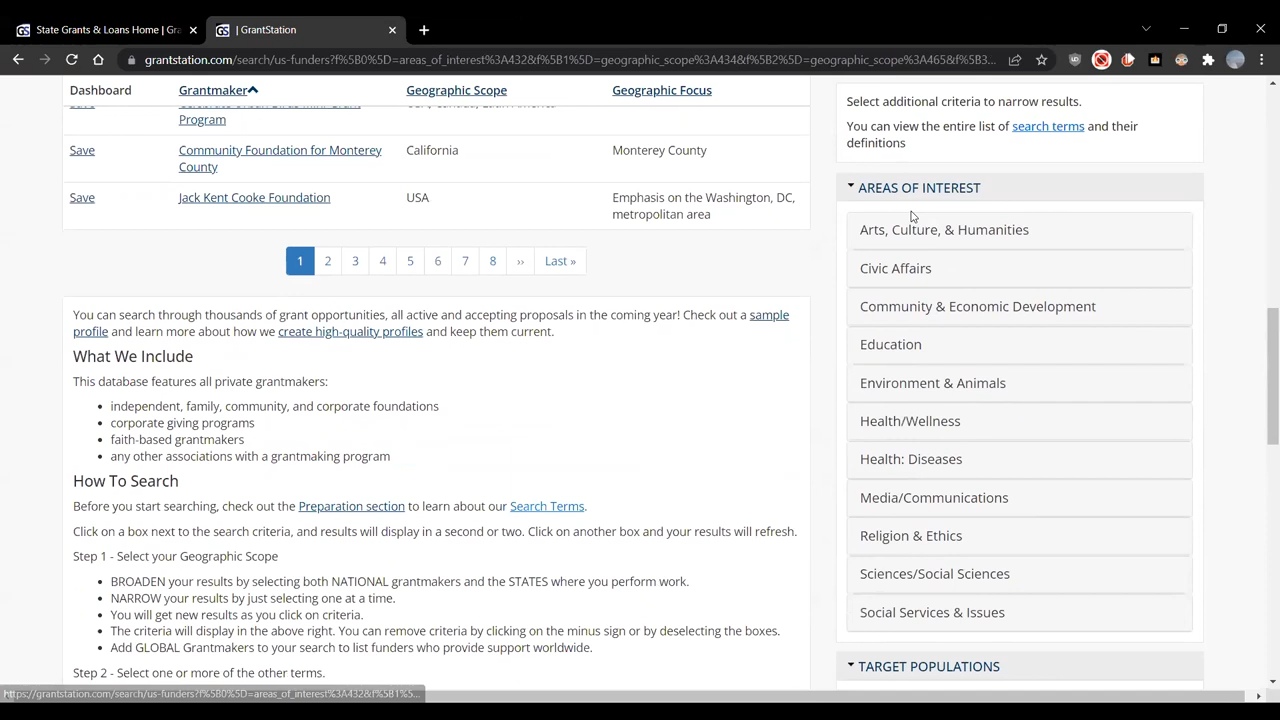 State Grants & Loans Home | Gra
| GrantStation
grantstation.com/search/us-funders?f%5B0%5D=areas_of_interest%3A432&f%5B1%5D=geographic_scope%3A434&f%5B2%5D=geographic_scope%3A465&f%5B3...
Dashboard Grantmaker Geographic Scope Geographic Focus
Program
Save Community Foundation for Monterey County California Monterey County
Save Jack Kent Cooke Foundation USA Emphasis on the Washington, DC, metropolitan area
1 2 3 4 5 6 7 8 ›› Last »
You can search through thousands of grant opportunities, all active and accepting proposals in the coming year! Check out a sample
profile and learn more about how we create high-quality profiles and keep them current.
What We Include
This database features all private grantmakers:
• independent, family, community, and corporate foundations
• corporate giving programs
• faith-based grantmakers
• any other associations with a grantmaking program
How To Search
Before you start searching, check out the Preparation section to learn about our Search Terms.
Click on a box next to the search criteria, and results will display in a second or two. Click on another box and your results will refresh.
Step 1 - Select your Geographic Scope
• BROADEN your results by selecting both NATIONAL grantmakers and the STATES where you perform work.
• NARROW your results by just selecting one at a time.
• You will get new results as you click on criteria.
• The criteria will display in the above right. You can remove criteria by clicking on the minus sign or by deselecting the boxes.
• Add GLOBAL Grantmakers to your search to list funders who provide support worldwide.
Step 2 - Select one or more of the other terms.
Select additional criteria to narrow results.
You can view the entire list of search terms and their
definitions
AREAS OF INTEREST
Arts, Culture, & Humanities
Civic Affairs
Community & Economic Development
Education
Environment & Animals
Health/Wellness
Health: Diseases
Media/Communications
Religion & Ethics
Sciences/Social Sciences
Social Services & Issues
TARGET POPULATIONS
https://grantstation.com/search/us-funders?f%5B0%5D=areas_of_interest%3A432&f%5B1%5...